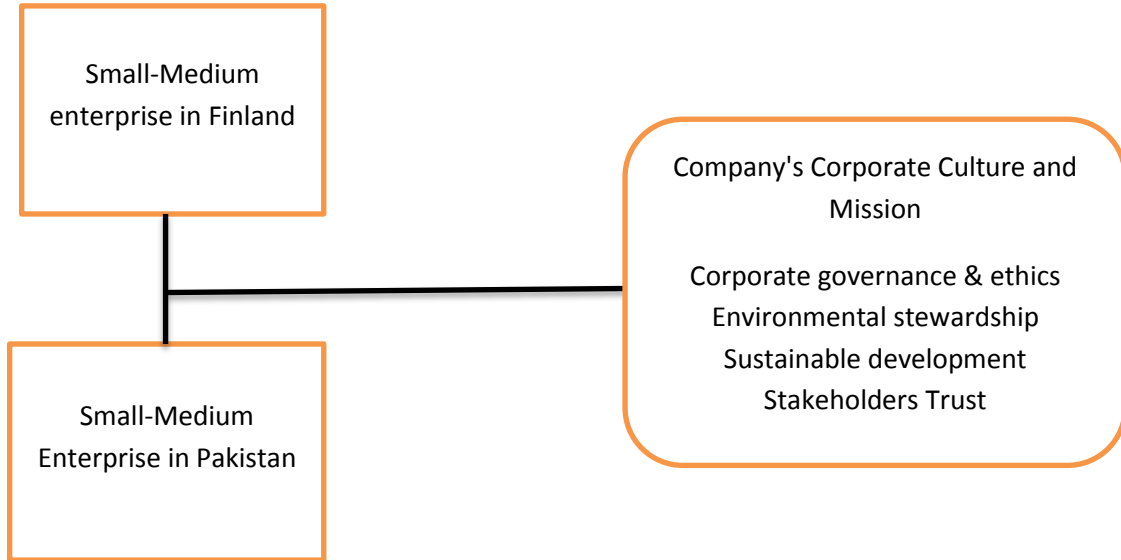 Small-Medium
enterprise in Finland
Company's Corporate Culture and
Mission
Corporate governance & ethics
Environmental stewardship
Sustainable development
Stakeholders Trust
Small-Medium
Enterprise in Pakistan